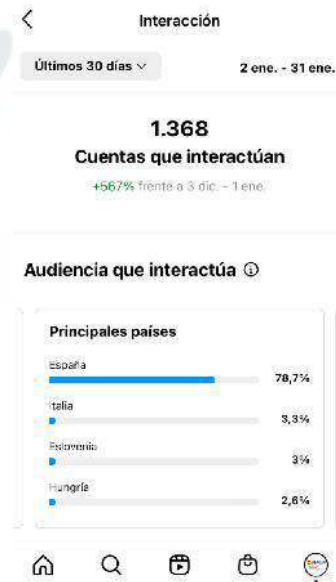 Interacción
Últimos 30 días
2 ene. - 31 ene.
1.368
Cuentas que interactúan
+567% frente a 3 dic. - 1 ene.
Audiencia que interactúa
Principales países
España
78,7%
Italia
3,3%
Eslovenia
3%
Hungría
2,6%